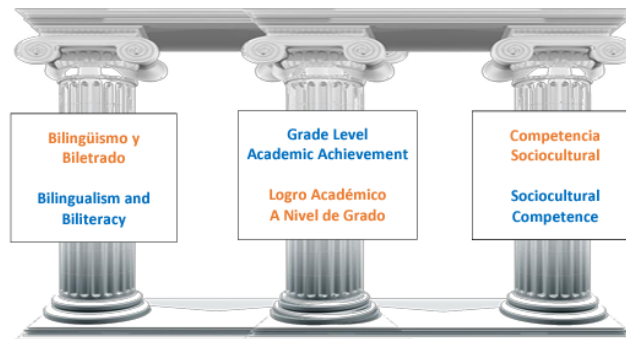 Bilingüismo y
Biletrado
Bilingualism and
Biliteracy
Grade Level
Academic Achievement
Logro Académico
A Nivel de Grado
Competencia
Sociocultural
Sociocultural
Competence